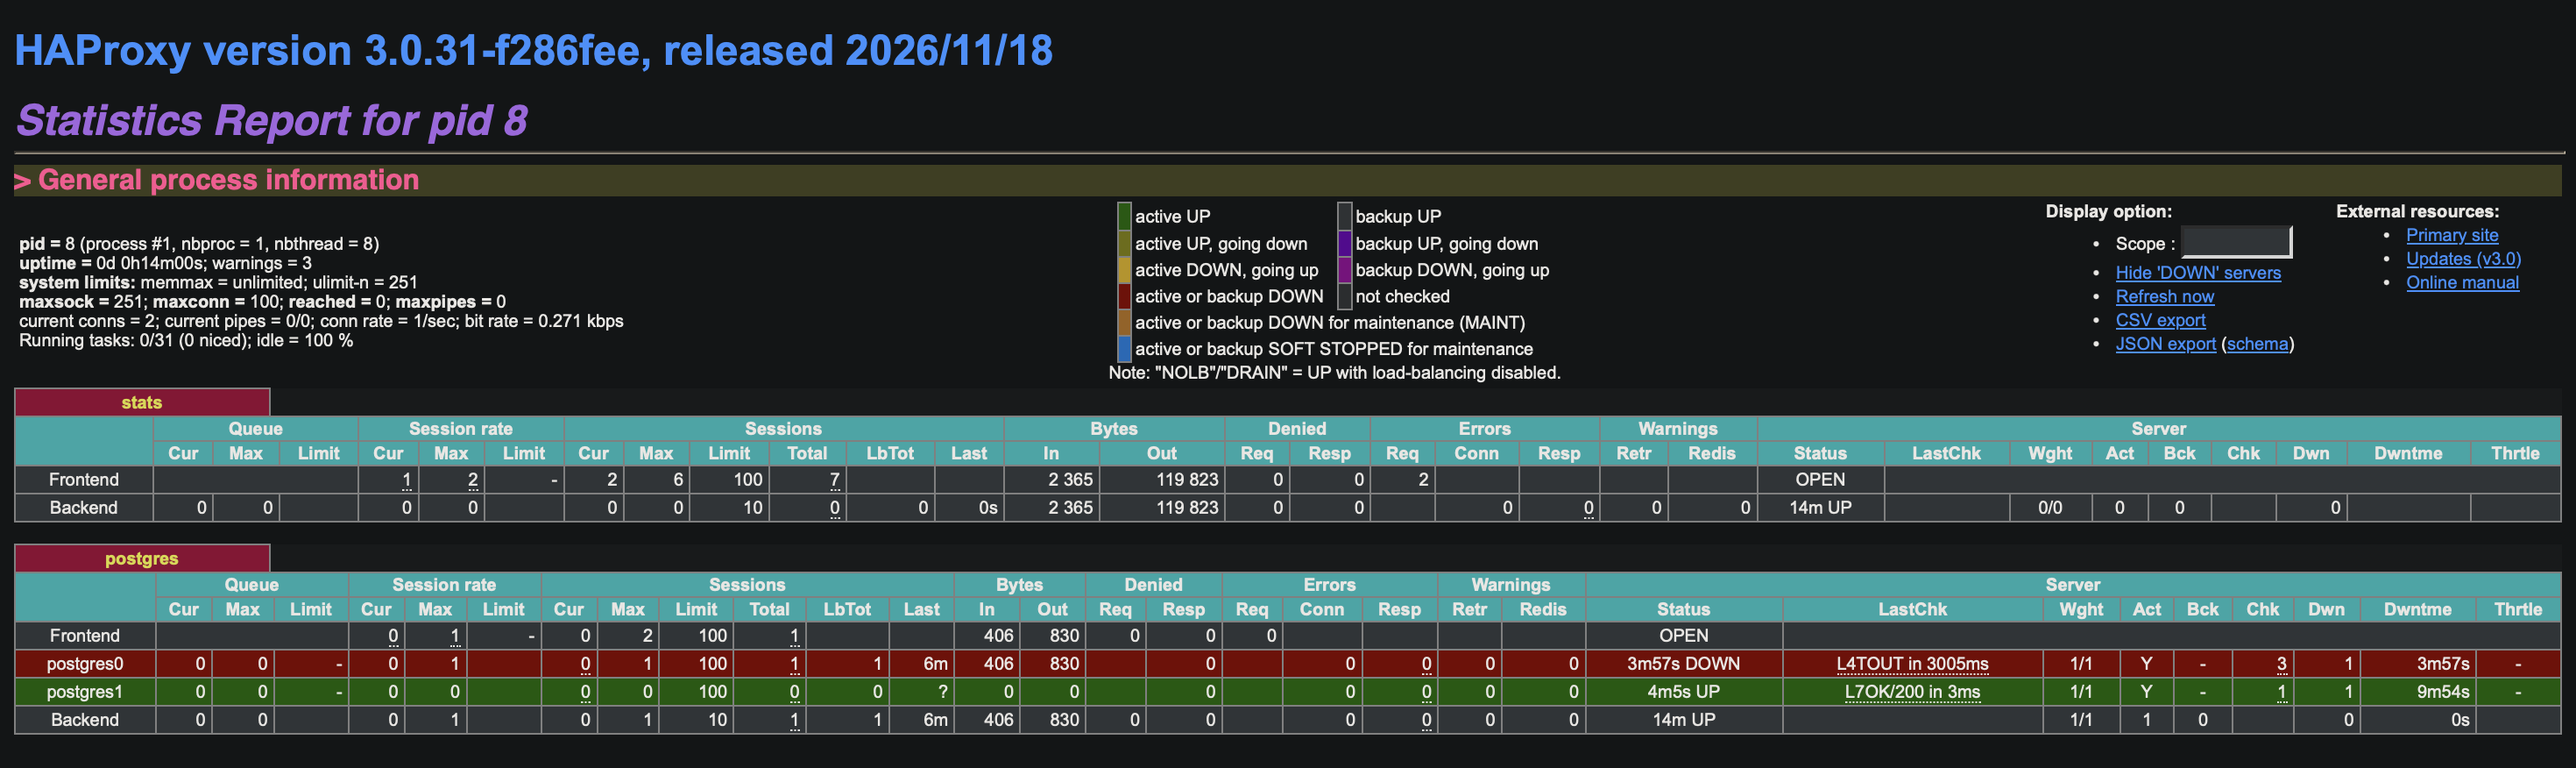 HAProxy version 3.0.31-f286fee, released 2026/11/18
Statistics Report for pid 8
> General process information
pid = 8 (process #1, nbproc = 1, nbthread = 8)
uptime = 0d 0h14m00s; warnings = 3
system limits: memmax = unlimited; ulimit-n = 251
maxsock = 251; maxconn = 100; reached = 0; maxpipes = 0
current conns = 2; current pipes = 0/0; conn rate = 1/sec; bit rate = 0.271 kbps
Running tasks: 0/31 (0 niced); idle = 100 %
active UP backup UP
active UP, going down backup UP, going down
active DOWN, going up backup DOWN, going up
active or backup DOWN not checked
active or backup DOWN for maintenance (MAINT)
active or backup SOFT STOPPED for maintenance
Note: "NOLB"/"DRAIN" = UP with load-balancing disabled.
Display option:
• Scope :
• Hide 'DOWN' servers
• Refresh now
• CSV export
• JSON export (schema)
External resources:
• Primary site
• Updates (v3.0)
• Online manual
stats
Queue Session rate Sessions Bytes Denied Errors Warnings Server
Cur Max Limit Cur Max Limit Cur Max Limit Total LbTot Last In Out Req Resp Req Conn Resp Retr Redis Status LastChk Wght Act Bck Chk Dwn Dwntme Thrtle
Frontend 1 2 - 2 6 100 7 2 365 119 823 0 0 2 OPEN
Backend 0 0 0 0 0 0 10 0 0 0s 2 365 119 823 0 0 0 0 0 0 14m UP 0/0 0 0 0
postgres
Queue Session rate Sessions Bytes Denied Errors Warnings Server
Cur Max Limit Cur Max Limit Cur Max Limit Total LbTot Last In Out Req Resp Req Conn Resp Retr Redis Status LastChk Wght Act Bck Chk Dwn Dwntme Thrtle
Frontend 0 1 - 0 2 100 1 406 830 0 0 0 OPEN
postgres0 0 0 - 0 1 0 1 100 1 1 6m 406 830 0 0 0 0 0 3m57s DOWN L4TOUT in 3005ms 1/1 Y - 3 1 3m57s -
postgres1 0 0 - 0 0 0 0 100 0 0 ? 0 0 0 0 0 0 0 4m5s UP L7OK/200 in 3ms 1/1 Y - 1 1 9m54s -
Backend 0 0 0 1 0 1 10 1 1 6m 406 830 0 0 0 0 0 0 14m UP 1/1 1 0 0 0s